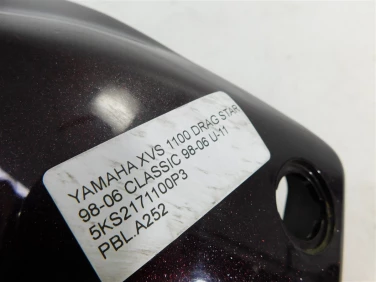 YAMAHA XVS 1100 DRAG STAR
98-06 CLASSIC 98-06 U-11
5KS2171100P3
PBL.A252